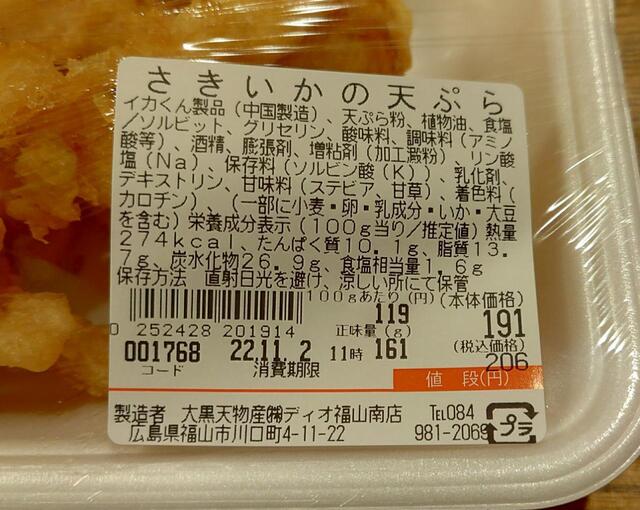 さきいかの天ぷら
イカくん製品（中国製造）、天ぷら粉、植物油、食塩
／ソルビット、グリセリン、酸味料、調味料（アミノ
酸等）、酒精、膨張剤、増粘剤（加工澱粉）、リン酸
塩（Na）、保存料（ソルビン酸（K））、乳化剤、
デキストリン、甘味料（ステビア、甘草）、着色料（
カロチン）、（一部に小麦・卵・乳成分・いか・大豆
を含む）栄養成分表示（100g当り／推定値）熱量
274kcal、たんぱく質10.1g、脂質13.
7g、炭水化物26.9g、食塩相当量1.6g
保存方法 直射日光を避け、涼しい所にて保管
100gあたり（円）（本体価格）
119 191
0 252428 201914 正味量（g） （税込価格）
001768 22.11.2 11時 161 206
コード 消費期限 値段（円）
製造者 大黒天物産㈱ディオ福山南店 TEL084
広島県福山市川口町4-11-22 981-2069
プラ